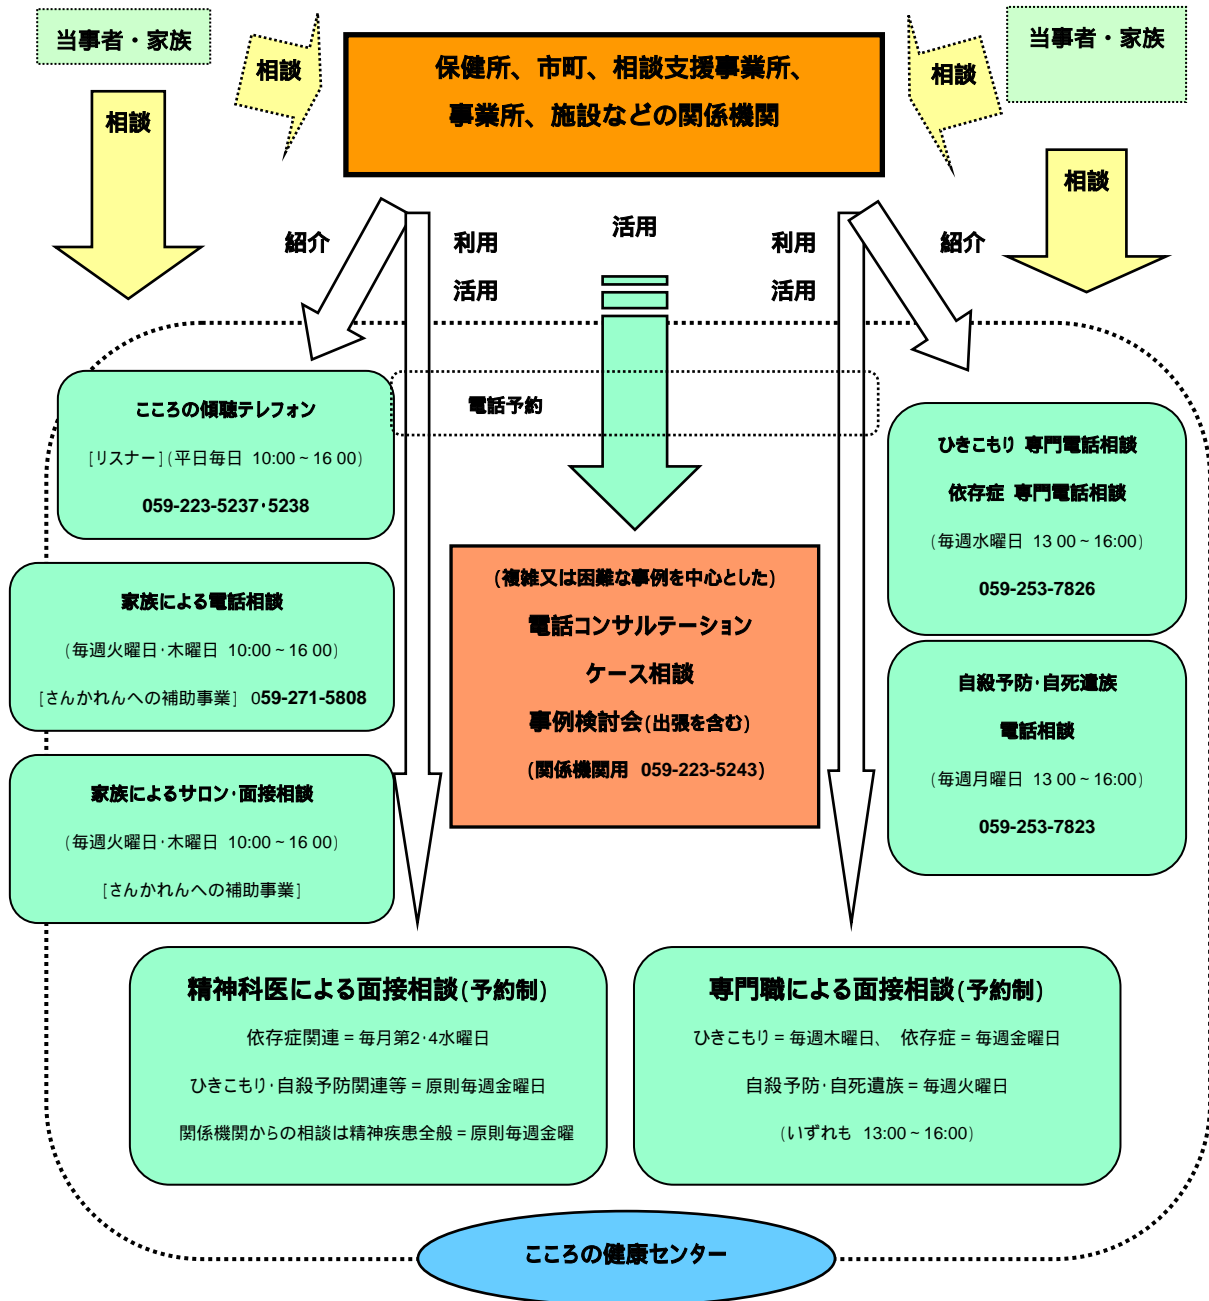 当事者・家族
相談
相談
保健所、市町、相談支援事業所、
事業所、施設などの関係機関
当事者・家族
相談
相談
紹介
利用
活用
活用
利用
活用
紹介
電話予約
こころの傾聴テレフォン
[リスナー](平日毎日 10:00~16 00)
059-223-5237・5238
家族による電話相談
(毎週火曜日・木曜日 10:00~16 00)
[さんかれんへの補助事業] 059-271-5808
家族によるサロン・面接相談
(毎週火曜日・木曜日 10:00~16 00)
[さんかれんへの補助事業]
(複雑又は困難な事例を中心とした)
電話コンサルテーション
ケース相談
事例検討会(出張を含む)
(関係機関用 059-223-5243)
ひきこもり 専門電話相談
依存症 専門電話相談
(毎週水曜日 13 00~16:00)
059-253-7826
自殺予防・自死遺族
電話相談
(毎週月曜日 13 00~16:00)
059-253-7823
精神科医による面接相談(予約制)
依存症関連=毎月第2・4水曜日
ひきこもり・自殺予防関連等=原則毎週金曜日
関係機関からの相談は精神疾患全般=原則毎週金曜
専門職による面接相談(予約制)
ひきこもり=毎週木曜日、 依存症=毎週金曜日
自殺予防・自死遺族=毎週火曜日
(いずれも 13:00~16:00)
こころの健康センター